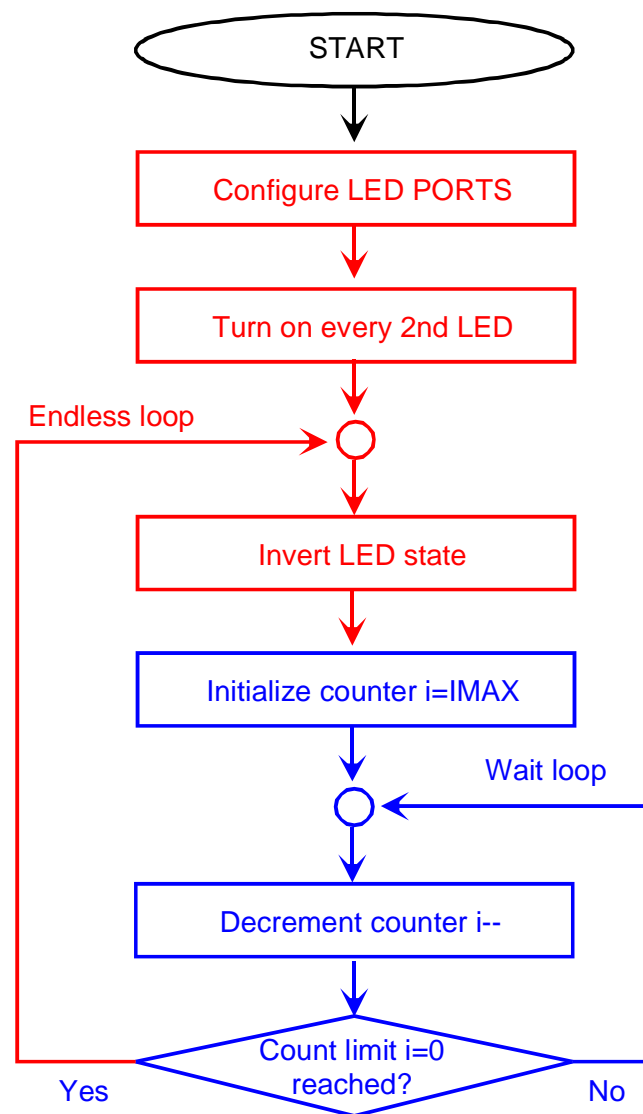 START
Configure LED PORTS
Turn on every 2nd LED
Endless loop
Invert LED state
Initialize counter i=IMAX
Wait loop
Decrement counter i--
Count limit i=0
reached?
Yes
No